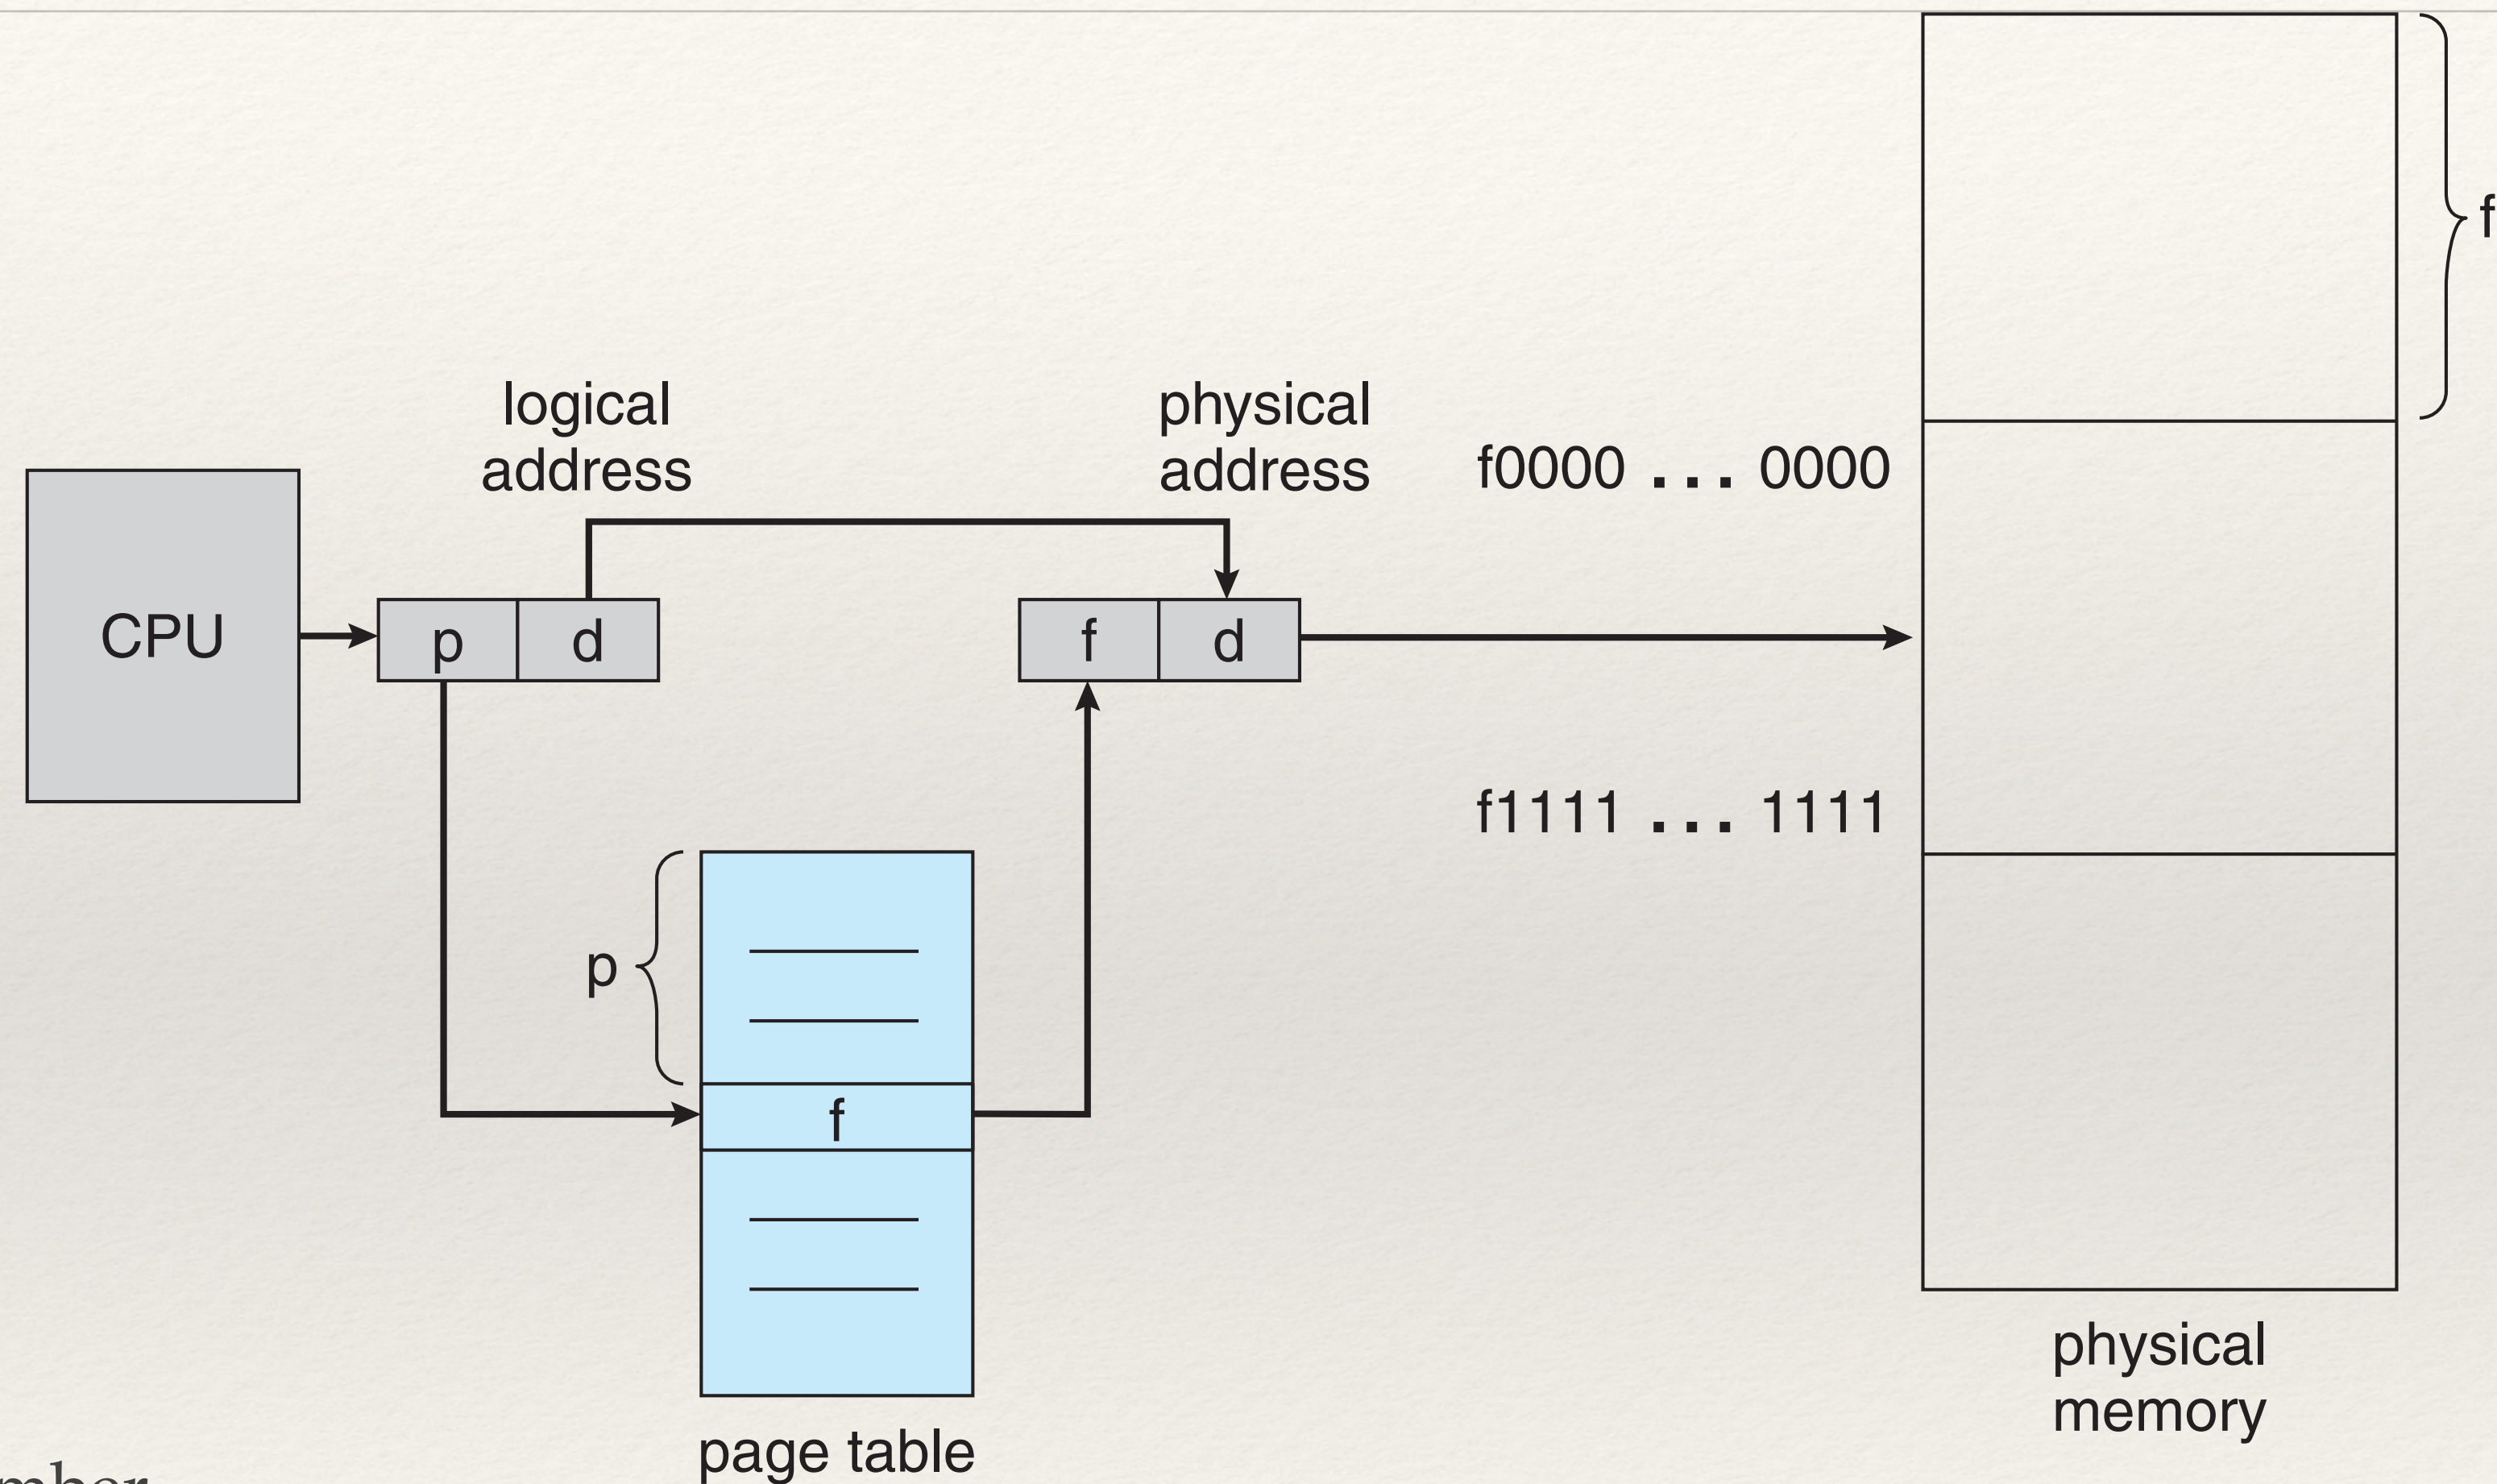 f
logical
address
physical
address
f0000 ... 0000
CPU
p
d
f
d
f1111 ... 1111
p
f
physical
memory
page table